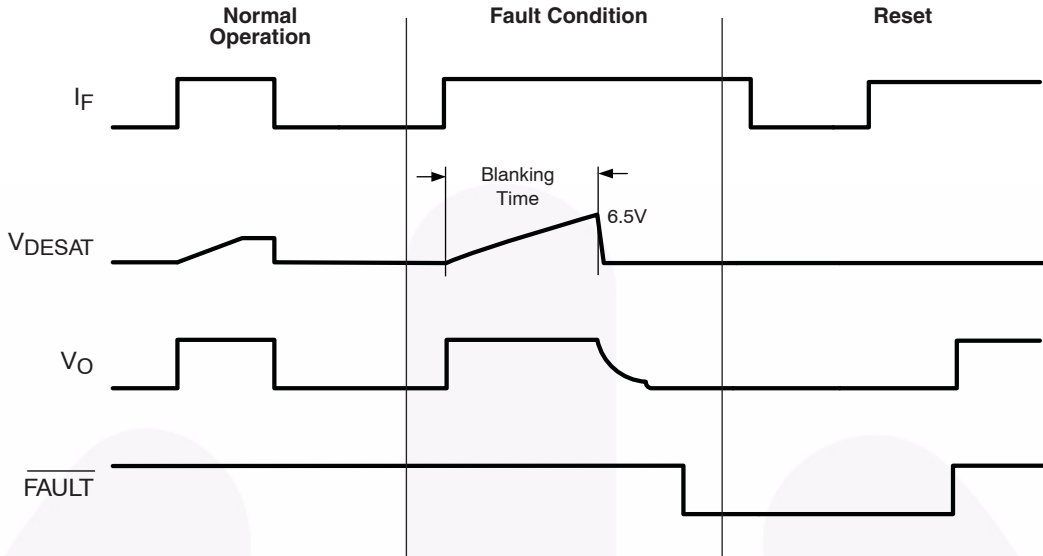 Normal
Operation
Fault Condition
Reset
IF
Blanking
Time
6.5V
VDESAT
VO
FAULT